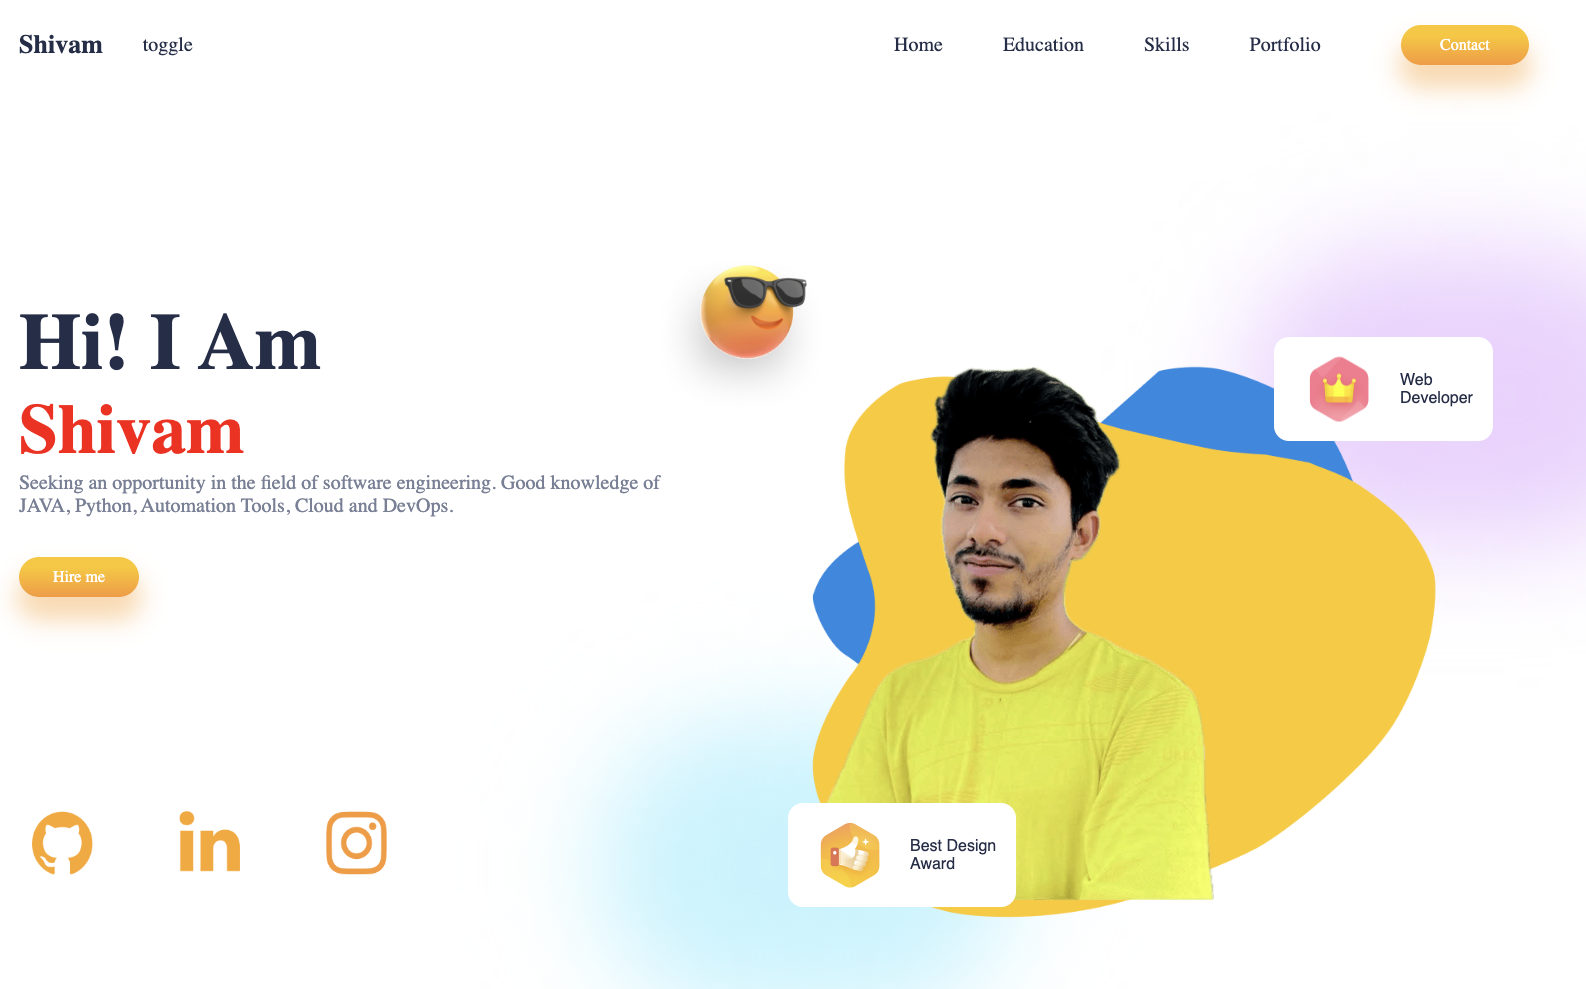 Shivam
toggle
Home
Education
Skills
Portfolio
Contact
Hi! I Am
Shivam
Seeking an opportunity in the field of software engineering. Good knowledge of
JAVA, Python, Automation Tools, Cloud and DevOps.
Hire me
Web
Developer
in
Best Design
Award